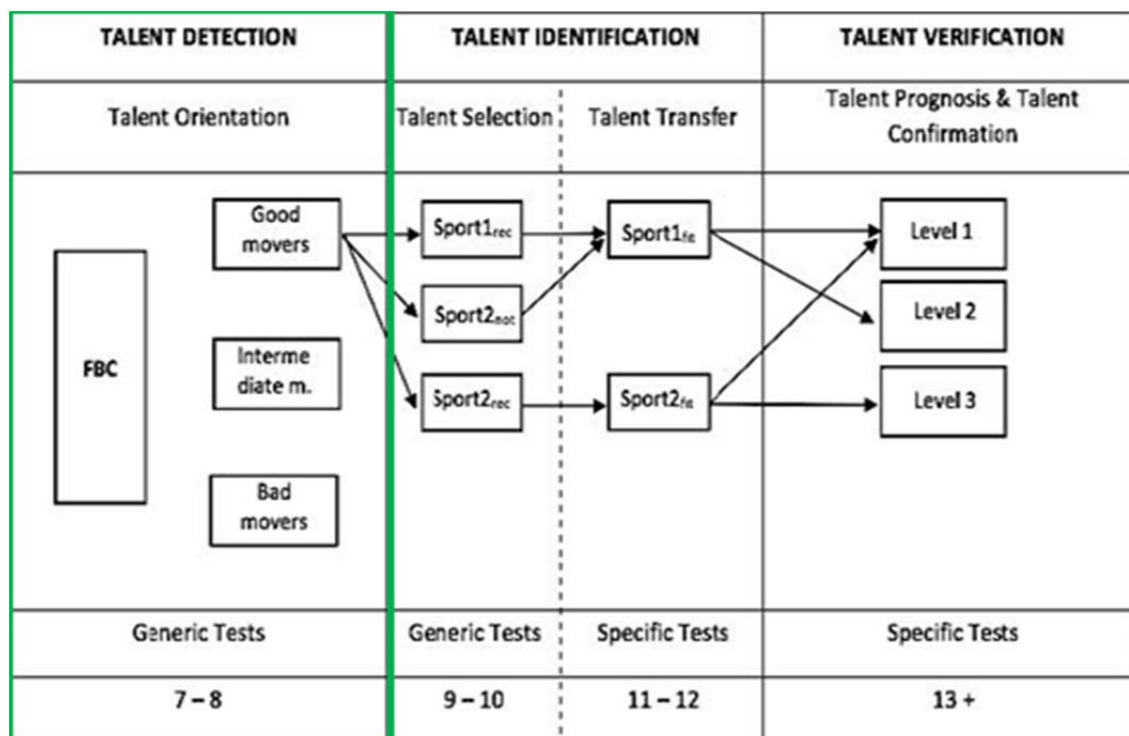 TALENT DETECTION
TALENT IDENTIFICATION
TALENT VERIFICATION
Talent Orientation
Talent Selection
Talent Transfer
Talent Prognosis & Talent
Confirmation
FBC
Good
movers
Interme
diate m.
Bad
movers
Sport1rec
Sport2not
Sport2rec
Sport1fit
Sport2fit
Level 1
Level 2
Level 3
Generic Tests
Generic Tests
Specific Tests
Specific Tests
7 – 8
9 – 10
11 – 12
13 +